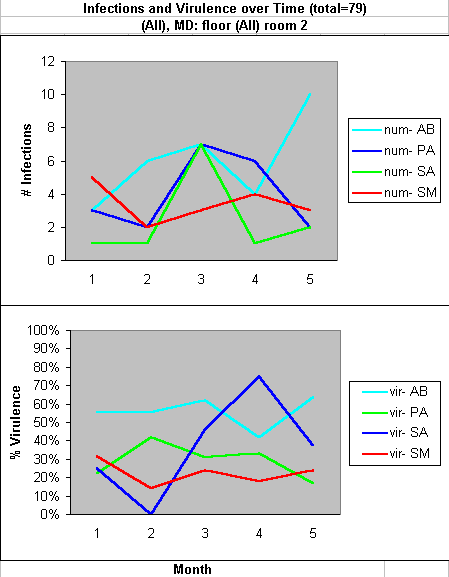 Infections and Virulence over Time (total=79)
(All), MD: floor (All) room 2
12
10
8
6
4
2
0
# Infections
1 2 3 4 5
num- AB
num- PA
num- SA
num- SM
100%
90%
80%
70%
60%
50%
40%
30%
20%
10%
0%
% Virulence
1 2 3 4 5
vir- AB
vir- PA
vir- SA
vir- SM
Month